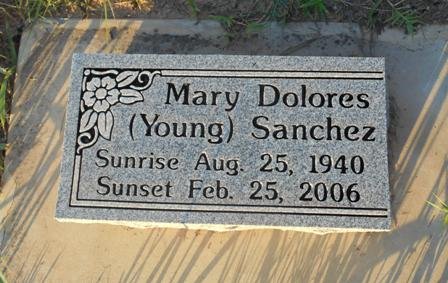 Mary Dolores
(Young) Sanchez
Sunrise Aug. 25, 1940
Sunset Feb. 25, 2006